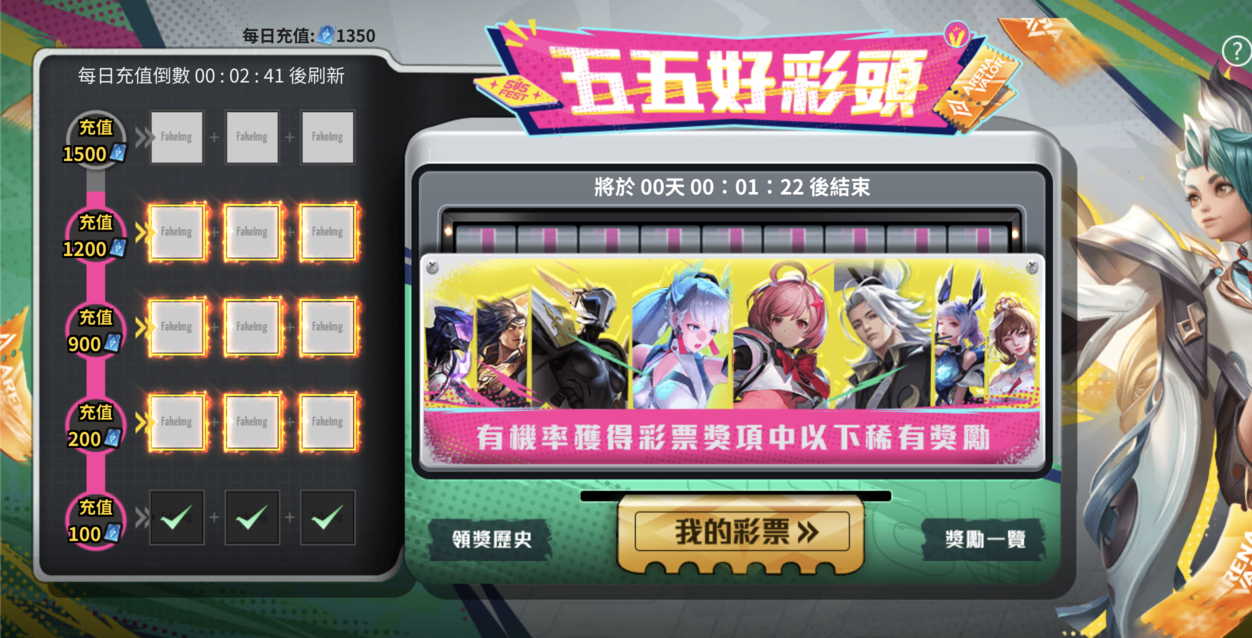 每日充值: 1350
每日充值倒數 00 : 02 : 41 後刷新
充值
1500
FakeImg + FakeImg + FakeImg
充值
1200
FakeImg + FakeImg + FakeImg
充值
900
FakeImg + FakeImg + FakeImg
充值
200
FakeImg + FakeImg + FakeImg
充值
100
五五好彩頭
505
FEST
ARENA
VALOR
?
將於 00天 00 : 01 : 22 後結束
有機率獲得彩票獎項中以下稀有獎勵
領獎歷史
我的彩票
獎勵一覽